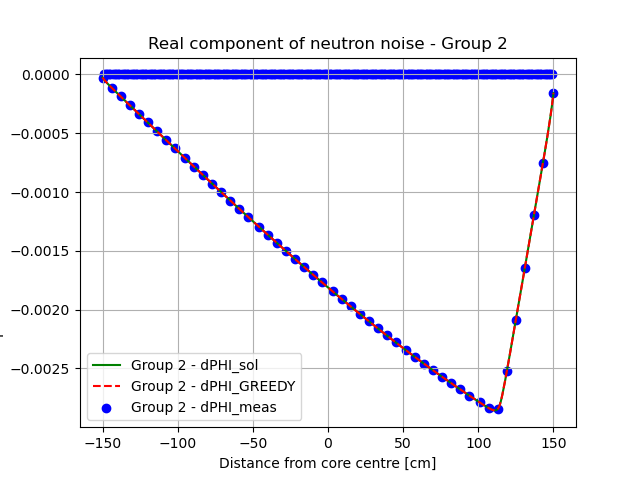 Real component of neutron noise - Group 2
0.0000
−0.0005
−0.0010
−0.0015
−0.0020
−0.0025
Group 2 - dPHI_sol
Group 2 - dPHI_GREEDY
Group 2 - dPHI_meas
−150
−100
−50
0
50
100
150
Distance from core centre [cm]